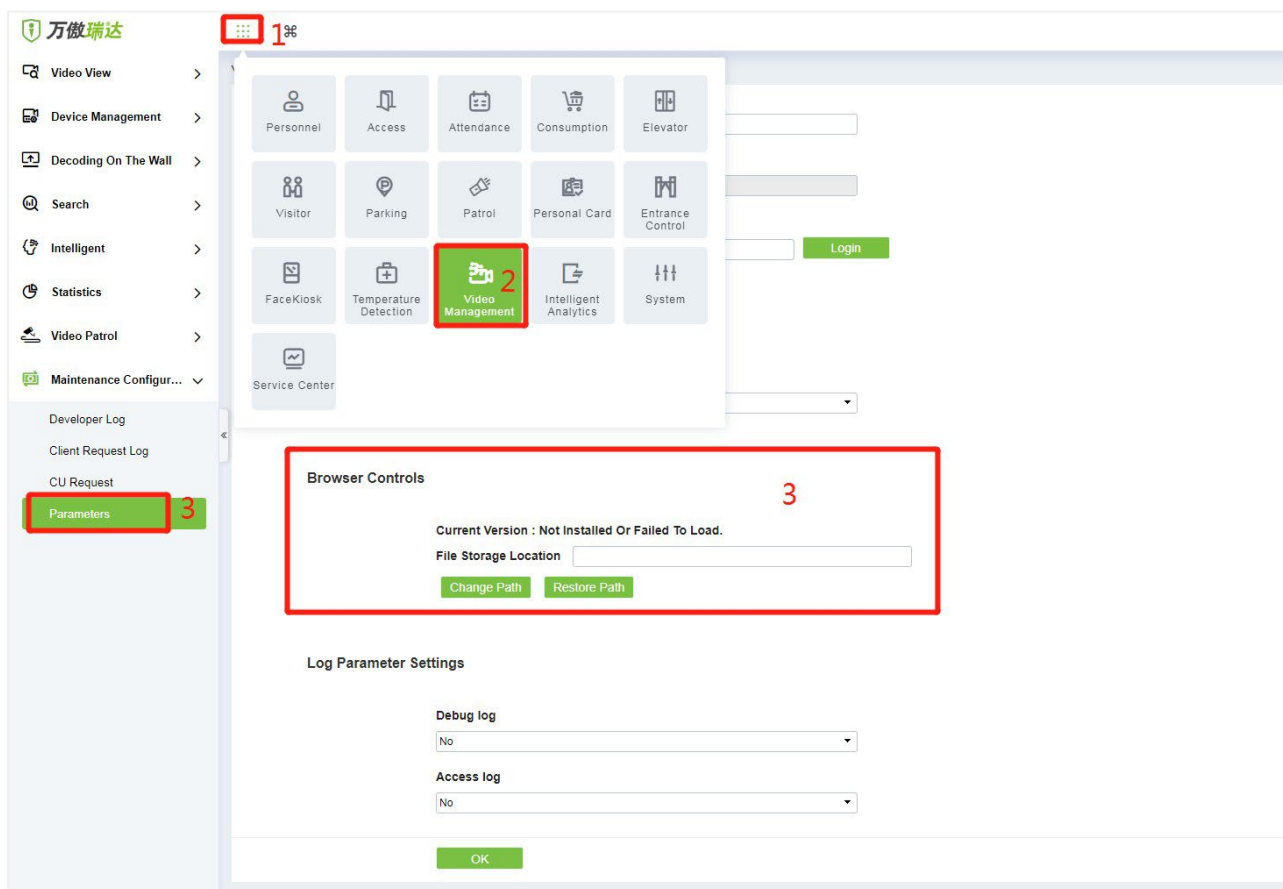 万傲瑞达
1
⌘
Video View
Device Management
Decoding On The Wall
Search
Intelligent
Statistics
Video Patrol
Maintenance Configur...
Developer Log
Client Request Log
CU Request
Parameters
3
Personnel
Access
Attendance
Consumption
Elevator
Visitor
Parking
Patrol
Personal Card
Entrance
Control
FaceKiosk
Temperature
Detection
2
Video
Management
Intelligent
Analytics
System
Service Center
Login
Browser Controls
3
Current Version : Not Installed Or Failed To Load.
File Storage Location
Change Path
Restore Path
Log Parameter Settings
Debug log
No
Access log
No
OK